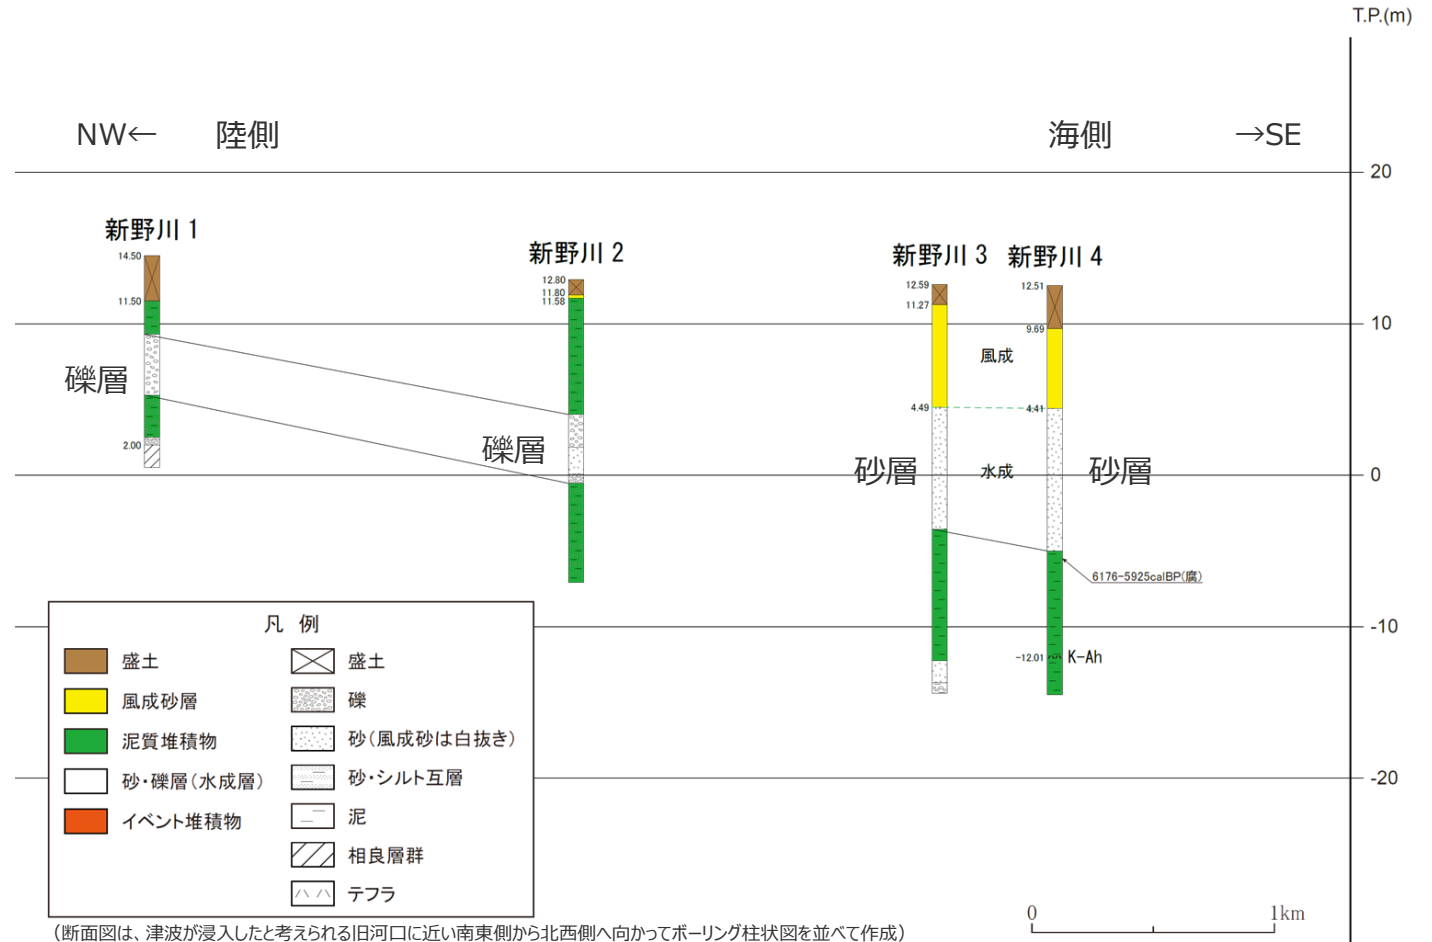 T.P.(m)
NW← 陸側 海側 →SE
20
新野川 1
新野川 2
新野川 3 新野川 4
14.50
11.50
2.00
12.80
11.80
11.58
12.59
11.27
4.49
12.51
9.69
4.41
-12.01
10
風成
礫層
礫層
砂層 水成 砂層
0
6176-5925calBP(腐)
-10
K-Ah
凡 例
盛土 盛土
風成砂層 礫
泥質堆積物 砂(風成砂は白抜き)
砂・礫層(水成層) 砂・シルト互層
イベント堆積物 泥
相良層群
テフラ
-20
0 1km
(断面図は、津波が浸入したと考えられる旧河口に近い南東側から北西側へ向かってボーリング柱状図を並べて作成)